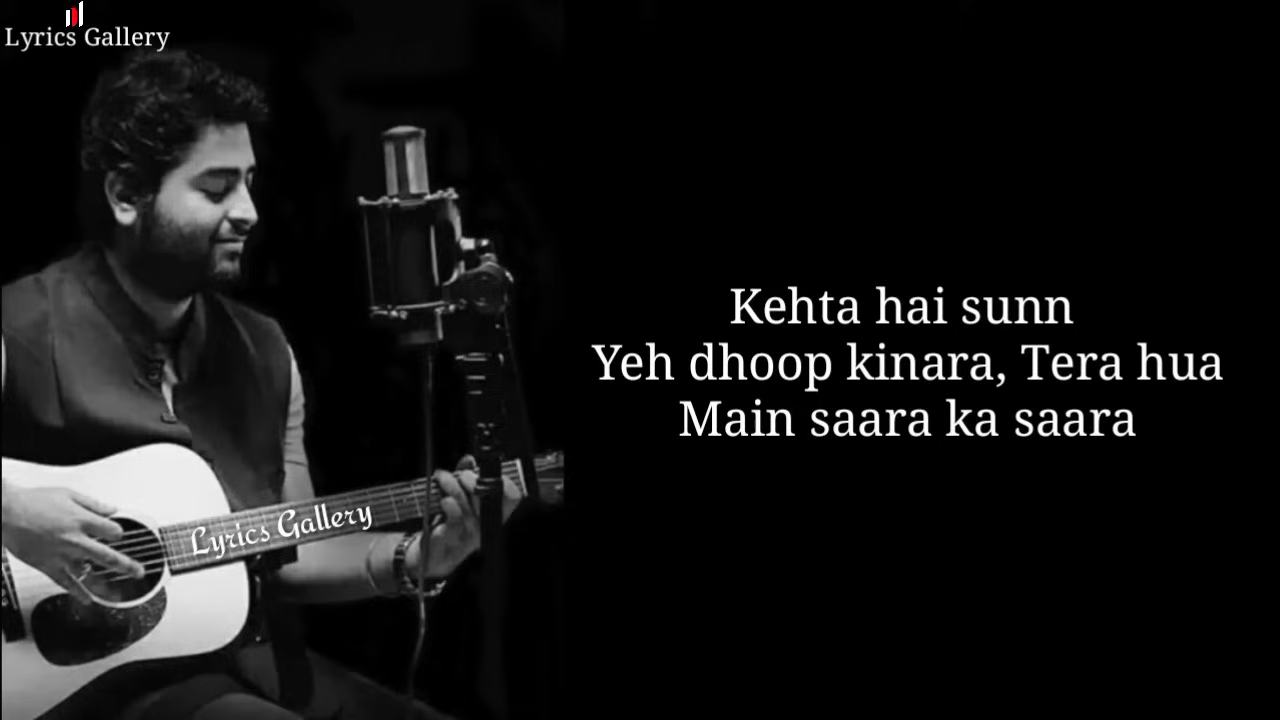 Lyrics Gallery
Kehta hai sunn
Yeh dhoop kinara, Tera hua
Main saara ka saara
Lyrics Gallery